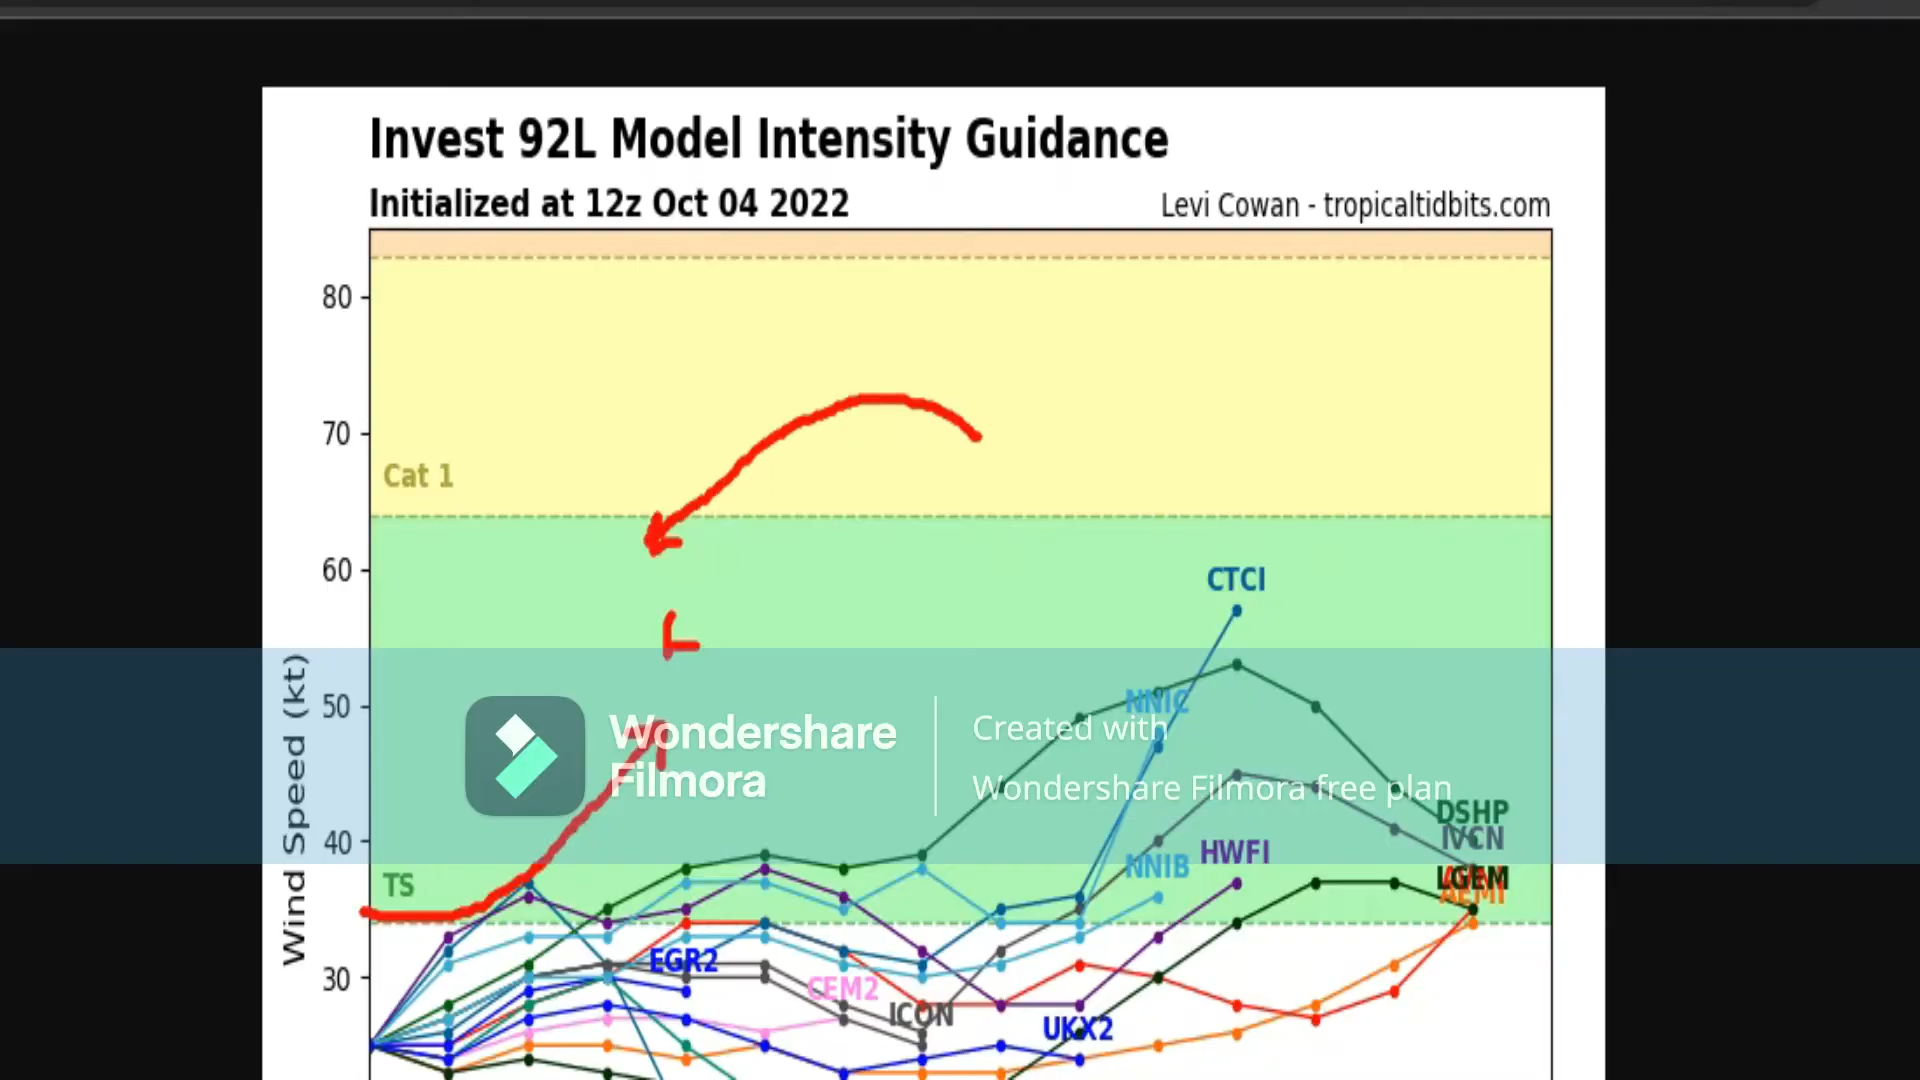 Invest 92L Model Intensity Guidance
Initialized at 12z Oct 04 2022
Levi Cowan - tropicaltidbits.com
80
70
Cat 1
60
CTCI
Wind Speed (kt)
50
NNIC
Wondershare
Filmora
Created with
Wondershare Filmora free plan
DSHP
IVCN
40
HWFI
NNIB
TS
LGEM
AEMI
EGR2
30
CEM2
ICON
UKX2